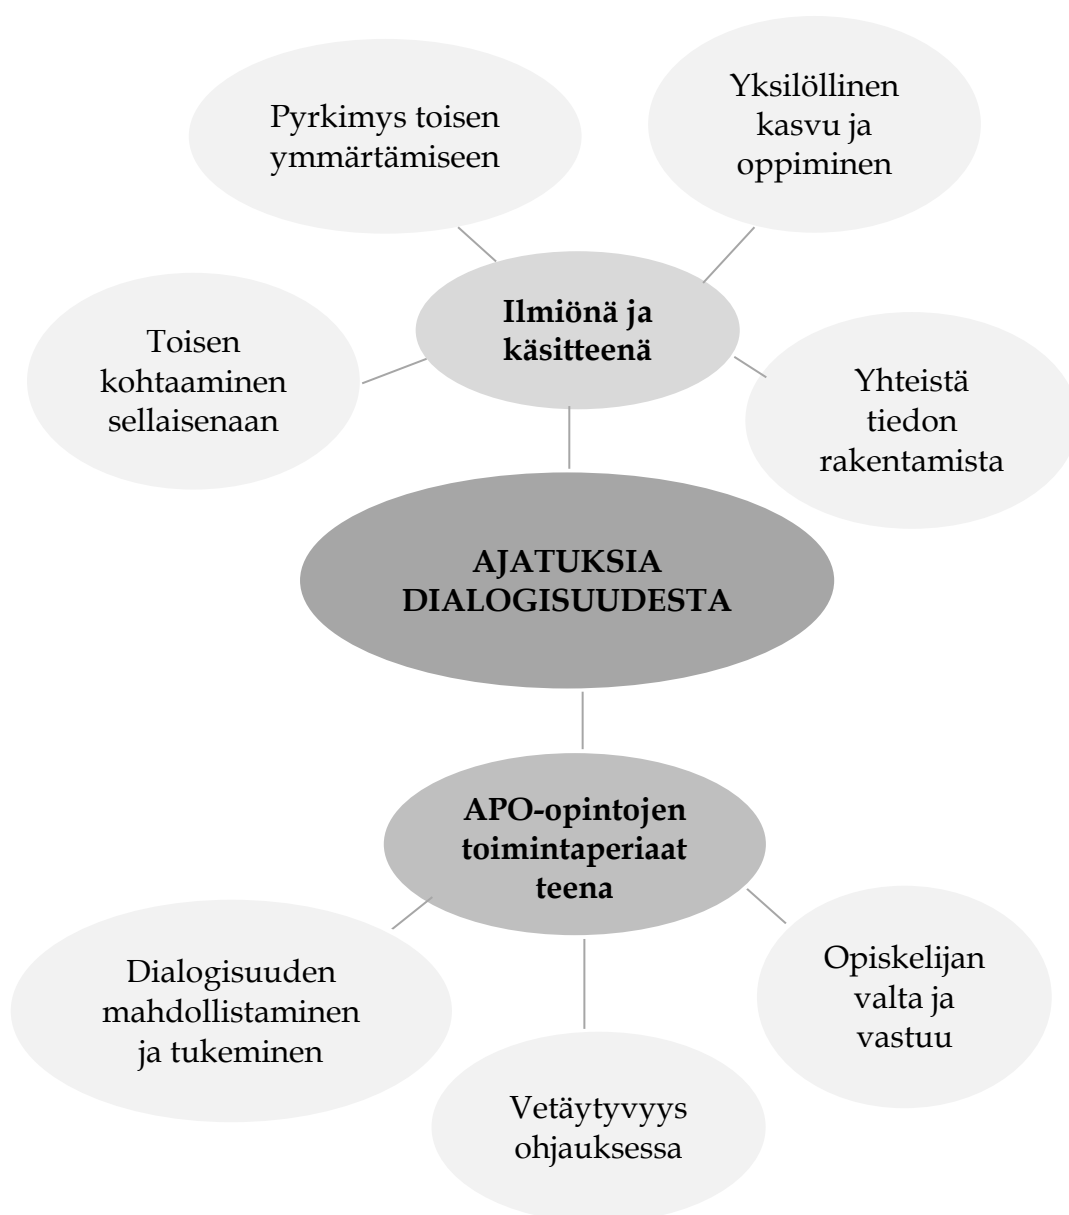 Pyrkimys toisen
ymmärtämiseen
Yksilöllinen
kasvu ja
oppiminen
Ilmiönä ja
käsitteenä
Toisen
kohtaaminen
sellaisenaan
Yhteistä
tiedon
rakentamista
AJATUKSIA
DIALOGISUUDESTA
APO-opintojen
toimintaperiaat
teena
Dialogisuuden
mahdollistaminen
ja tukeminen
Opiskelijan
valta ja
vastuu
Vetäytyvyys
ohjauksessa